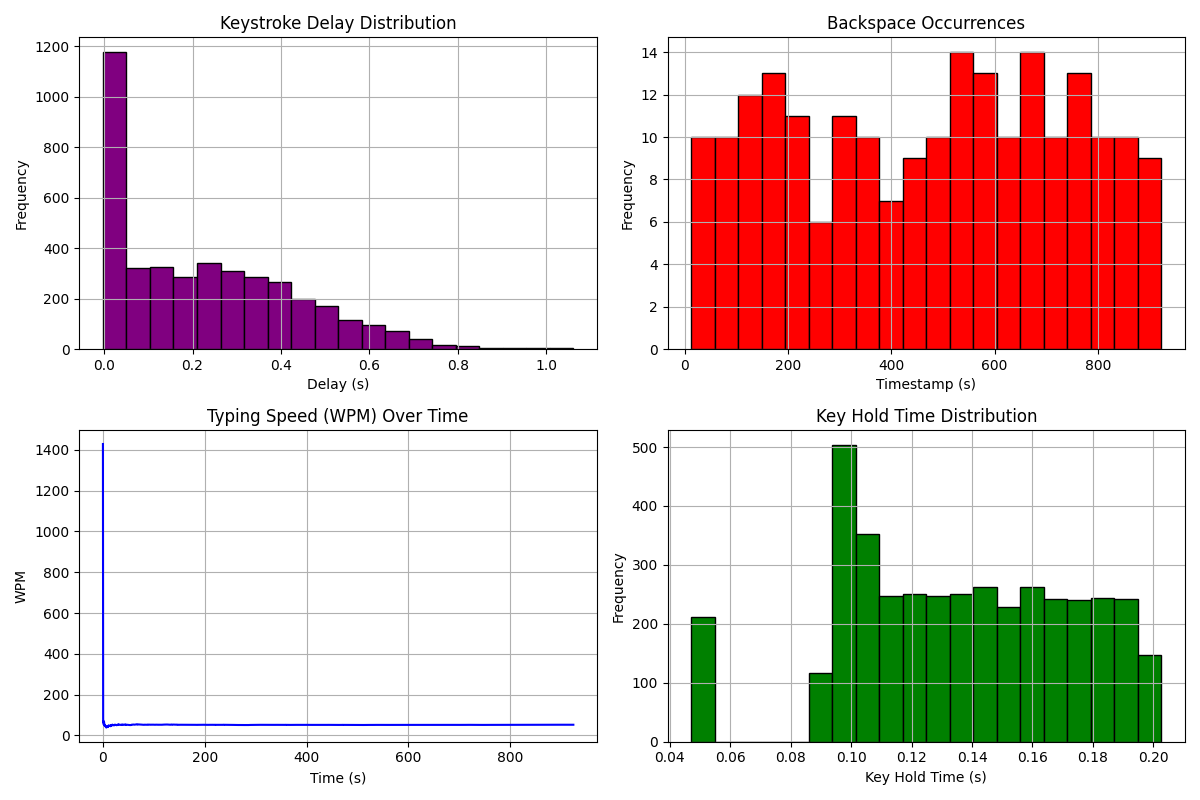 Keystroke Delay Distribution
1200
1000
800
600
400
200
0
Frequency
0.0 0.2 0.4 0.6 0.8 1.0
Delay (s)
Backspace Occurrences
14
12
10
8
6
4
2
0
Frequency
0 200 400 600 800
Timestamp (s)
Typing Speed (WPM) Over Time
1400
1200
1000
800
600
400
200
0
WPM
0 200 400 600 800
Time (s)
Key Hold Time Distribution
500
400
300
200
100
0
Frequency
0.04 0.06 0.08 0.10 0.12 0.14 0.16 0.18 0.20
Key Hold Time (s)